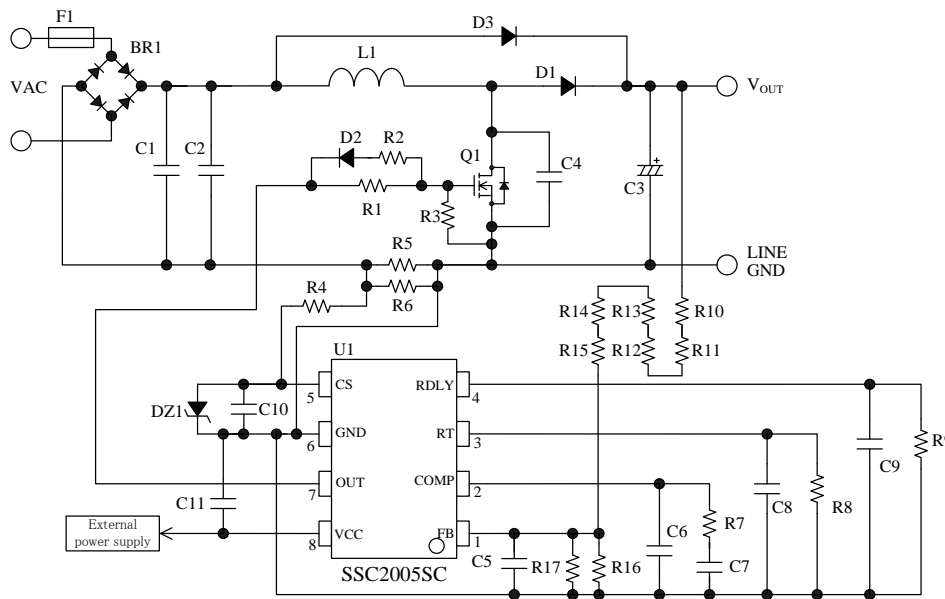 F1
BR1
D3
L1
D1
VAC
V_OUT
C1
C2
D2
R2
Q1
C4
C3
R1
R3
R5
LINE
GND
R4
R6
R14
R13
R10
R15
R12
R11
U1
CS
RDLY
5
4
DZ1
C10
GND
RT
6
3
R9
C9
OUT
COMP
7
2
C11
C8
R8
C6
R7
External
power supply
VCC
FB
8
1
C5
R17
R16
C7
SSC2005SC